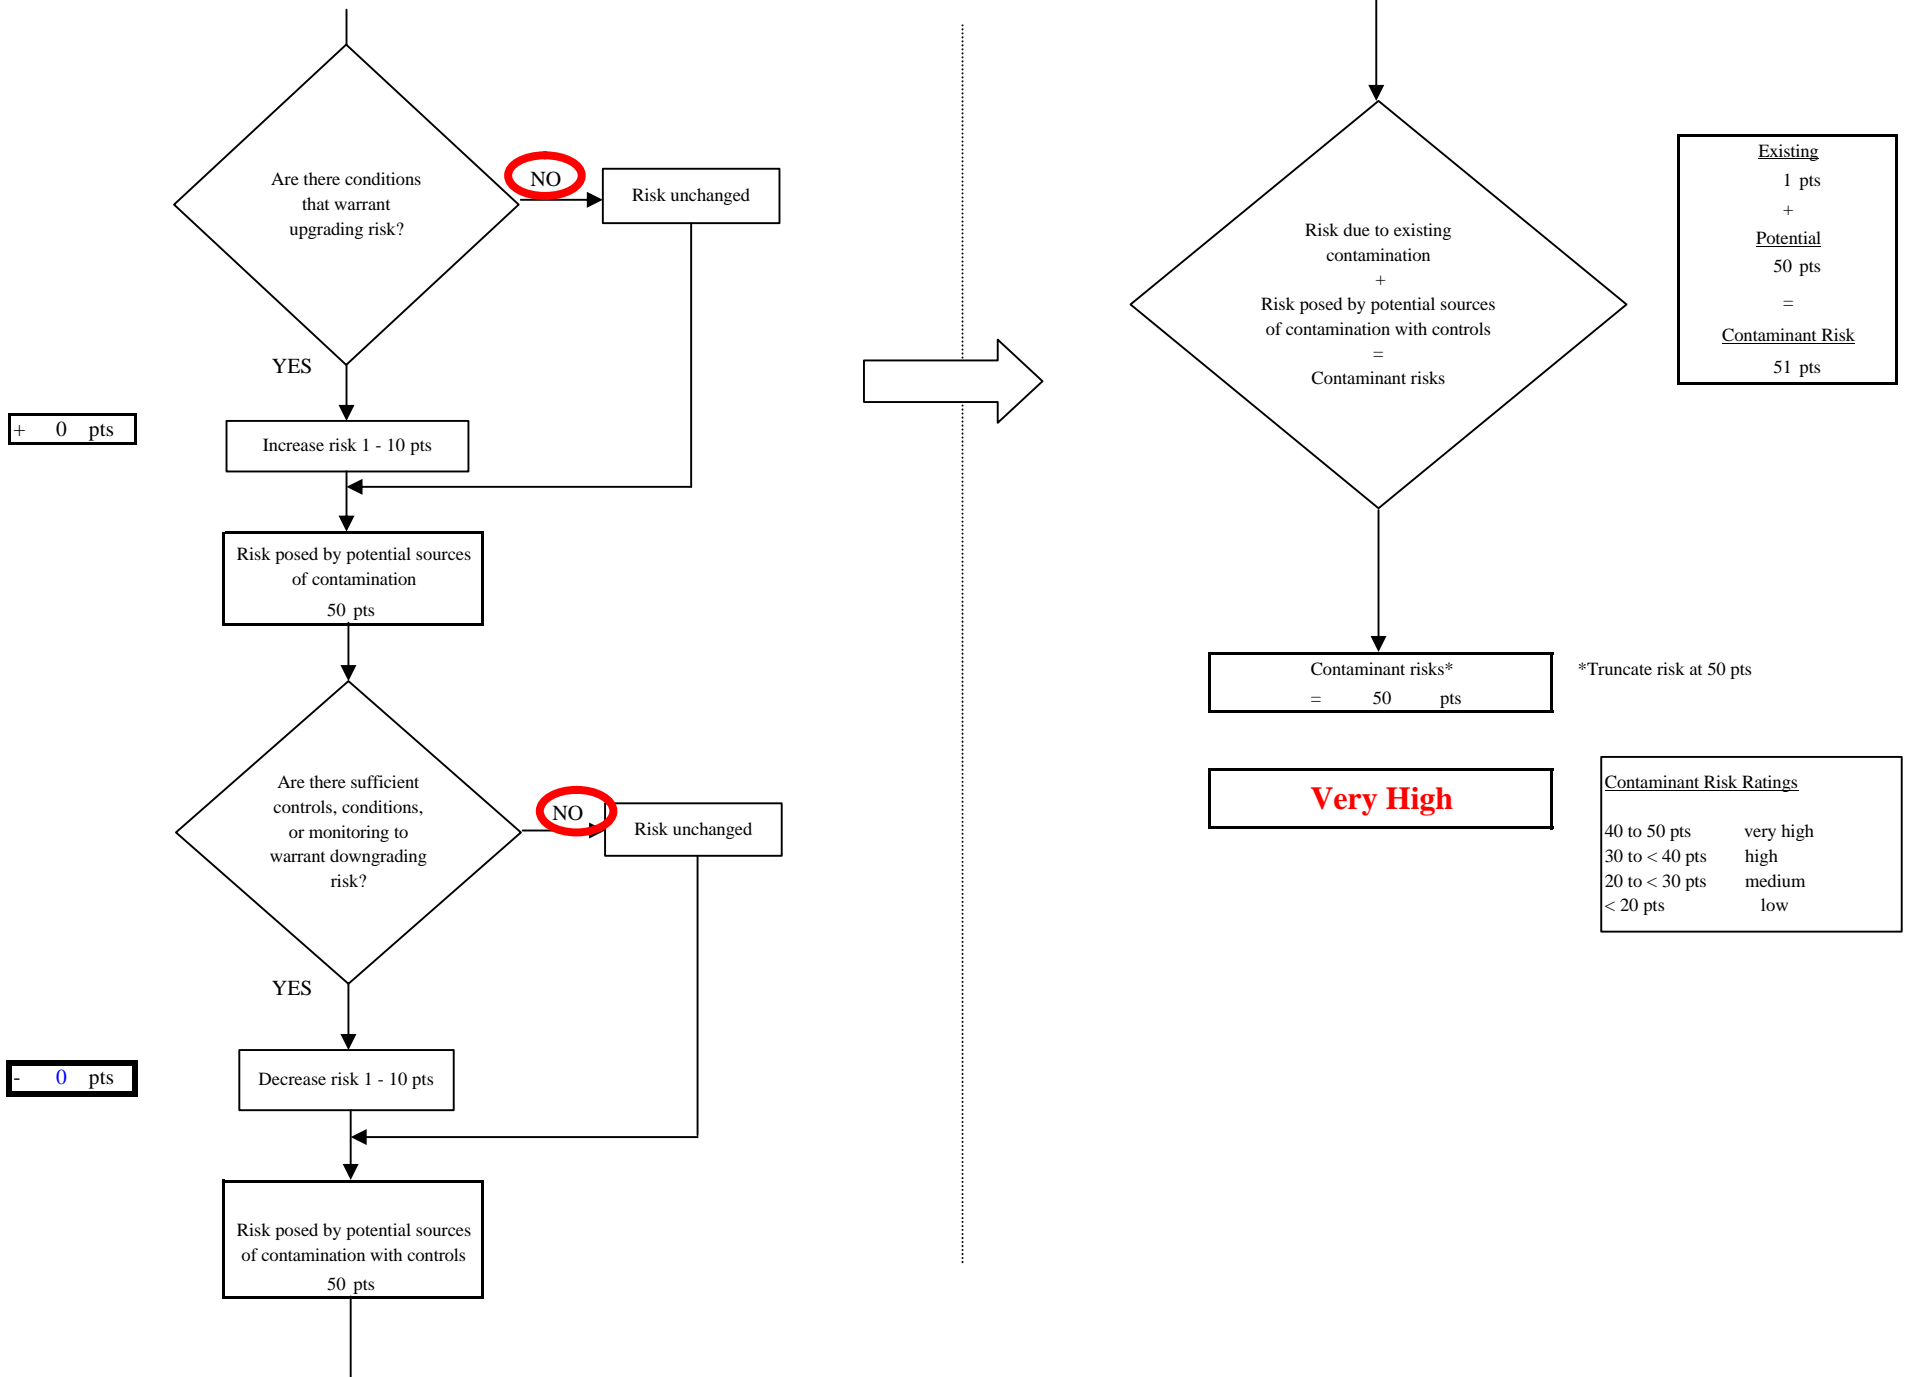 Are there conditions
that warrant
upgrading risk?
NO
Risk unchanged
YES
+ 0 pts
Increase risk 1 - 10 pts
Risk posed by potential sources
of contamination
50 pts
Are there sufficient
controls, conditions,
or monitoring to
warrant downgrading
risk?
NO
Risk unchanged
YES
- 0 pts
Decrease risk 1 - 10 pts
Risk posed by potential sources
of contamination with controls
50 pts
Risk due to existing
contamination
+
Risk posed by potential sources
of contamination with controls
=
Contaminant risks
Existing
1 pts
+
Potential
50 pts
=
Contaminant Risk
51 pts
Contaminant risks*
= 50 pts
*Truncate risk at 50 pts
Very High
Contaminant Risk Ratings
40 to 50 pts very high
30 to < 40 pts high
20 to < 30 pts medium
< 20 pts low